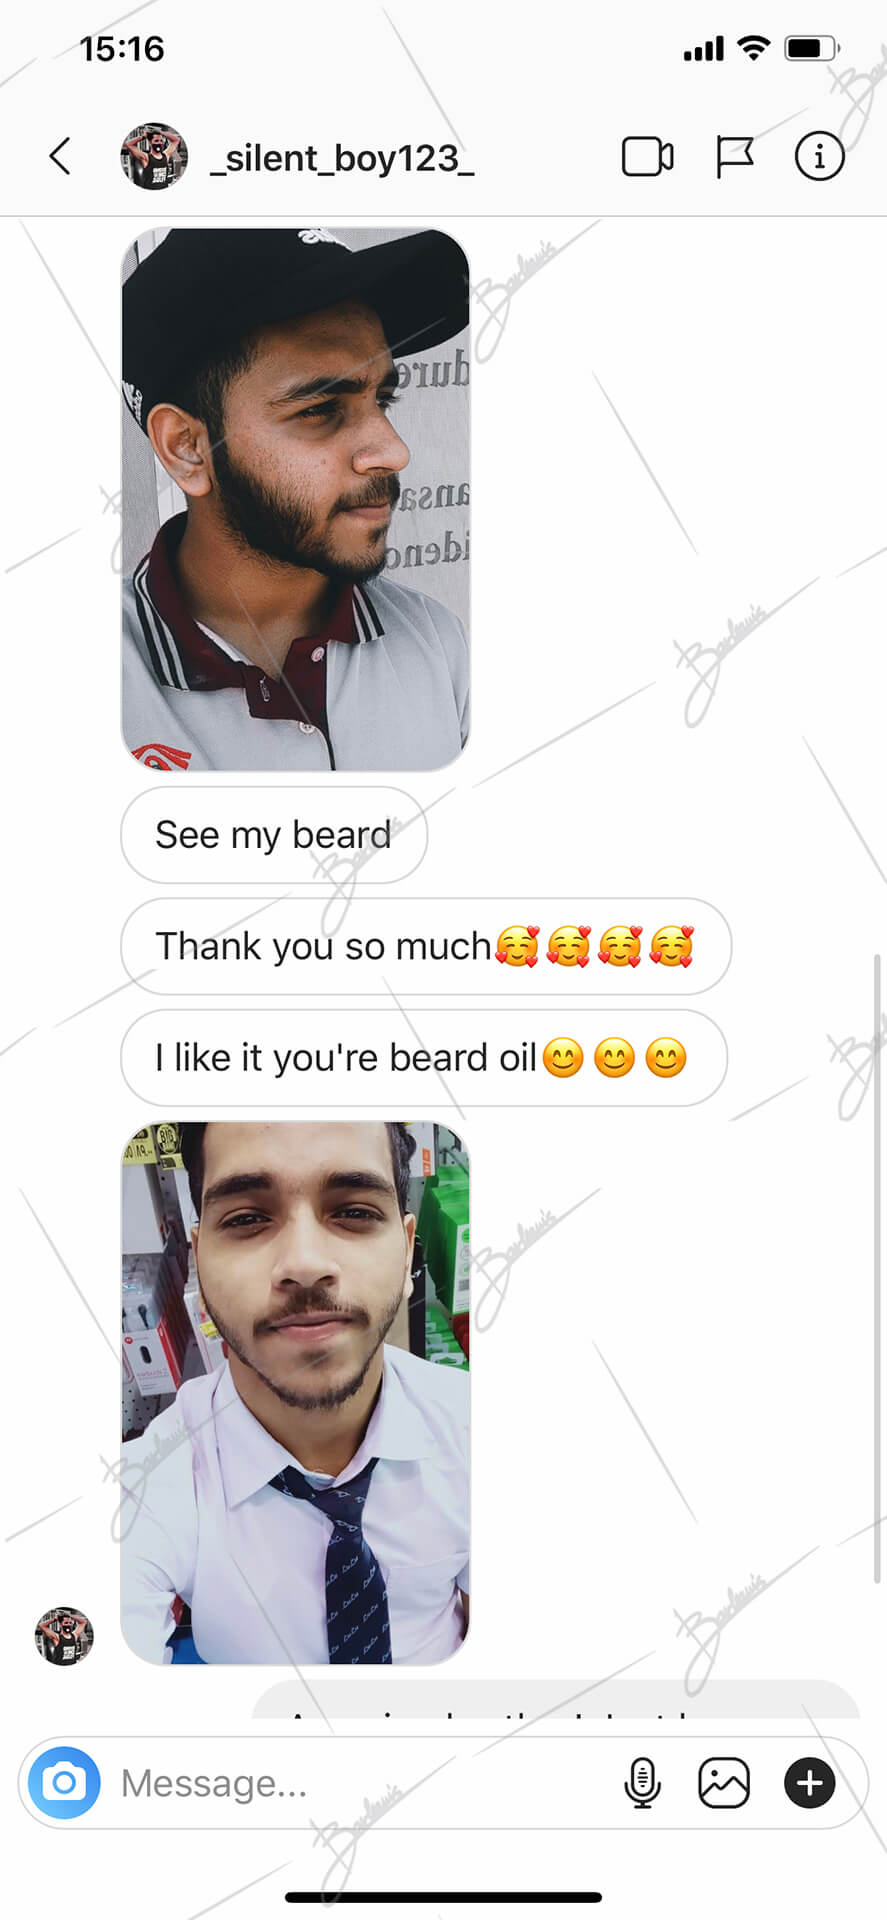 15:16
_silent_boy123_
See my beard
Thank you so much🥰🥰🥰🥰
I like it you're beard oil😊😊😊
Message...